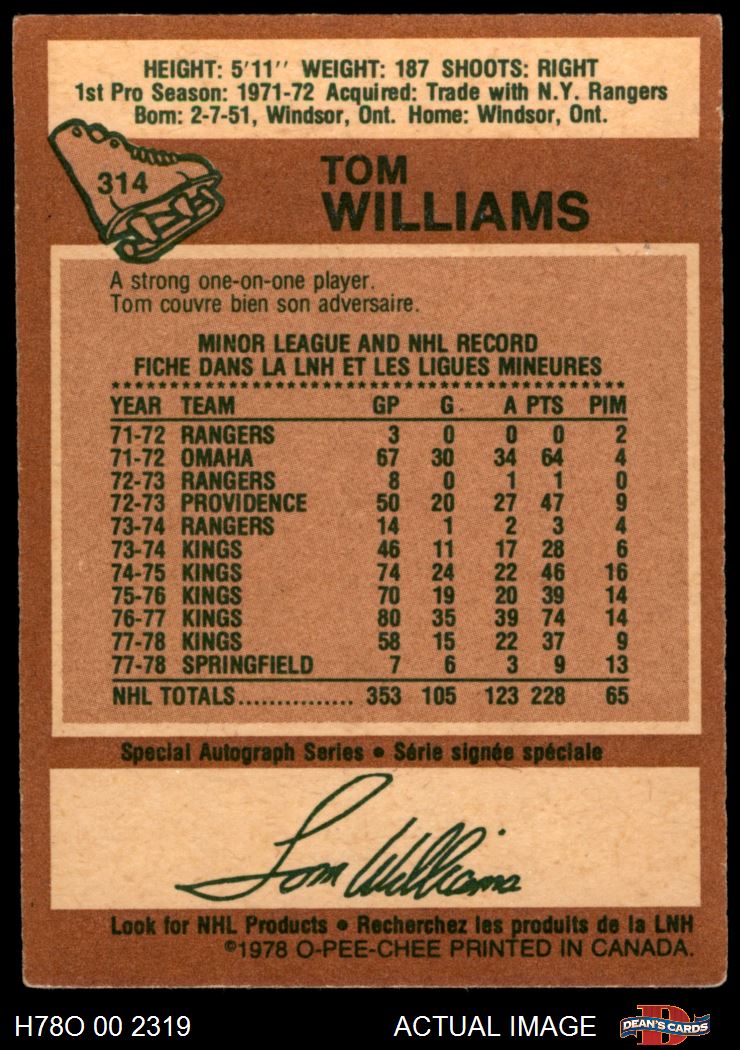 HEIGHT: 5'11'' WEIGHT: 187 SHOOTS: RIGHT
1st Pro Season: 1971-72 Acquired: Trade with N.Y. Rangers
Born: 2-7-51, Windsor, Ont. Home: Windsor, Ont.
314
TOM
WILLIAMS
A strong one-on-one player.
Tom couvre bien son adversaire.
MINOR LEAGUE AND NHL RECORD
FICHE DANS LA LNH ET LES LIGUES MINEURES
YEAR TEAM GP G. A PTS PIM
71-72 RANGERS 3 0 0 0 2
71-72 OMAHA 67 30 34 64 4
72-73 RANGERS 8 0 1 1 0
72-73 PROVIDENCE 50 20 27 47 9
73-74 RANGERS 14 1 2 3 4
73-74 KINGS 46 11 17 28 6
74-75 KINGS 74 24 22 46 16
75-76 KINGS 70 19 20 39 14
76-77 KINGS 80 35 39 74 14
77-78 KINGS 58 15 22 37 9
77-78 SPRINGFIELD 7 6 3 9 13
NHL TOTALS................ 353 105 123 228 65
Special Autograph Series • Série signée spéciale
Tom Williams
Look for NHL Products • Recherchez les produits de la LNH
©1978 O-PEE-CHEE PRINTED IN CANADA.
H78O 00 2319 ACTUAL IMAGE D DEAN'S CARDS